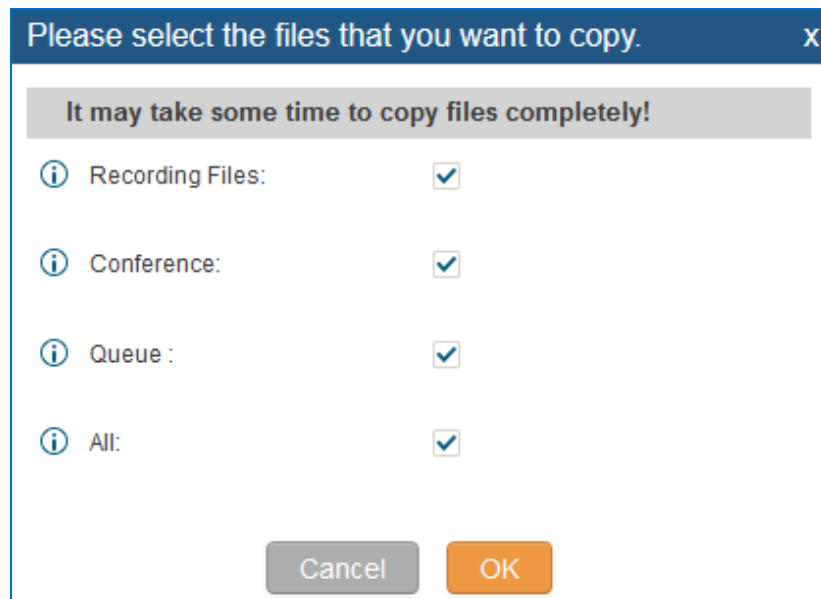 Please select the files that you want to copy. x
It may take some time to copy files completely!
Recording Files:
Conference:
Queue :
All:
Cancel OK